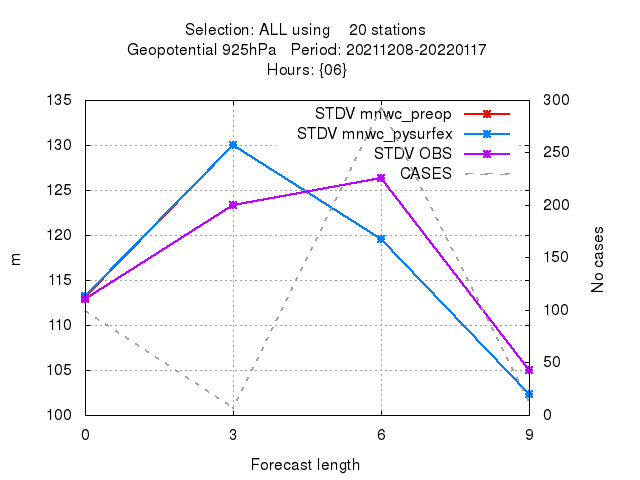 Selection: ALL using 20 stations
Geopotential 925hPa Period: 20211208-20220117
Hours: {06}
STDV mnwc_preop
STDV mnwc_pysurfex
STDV OBS
CASES
135
130
125
120
115
110
105
100
300
250
200
150
100
50
0
m
No cases
0 3 6 9
Forecast length